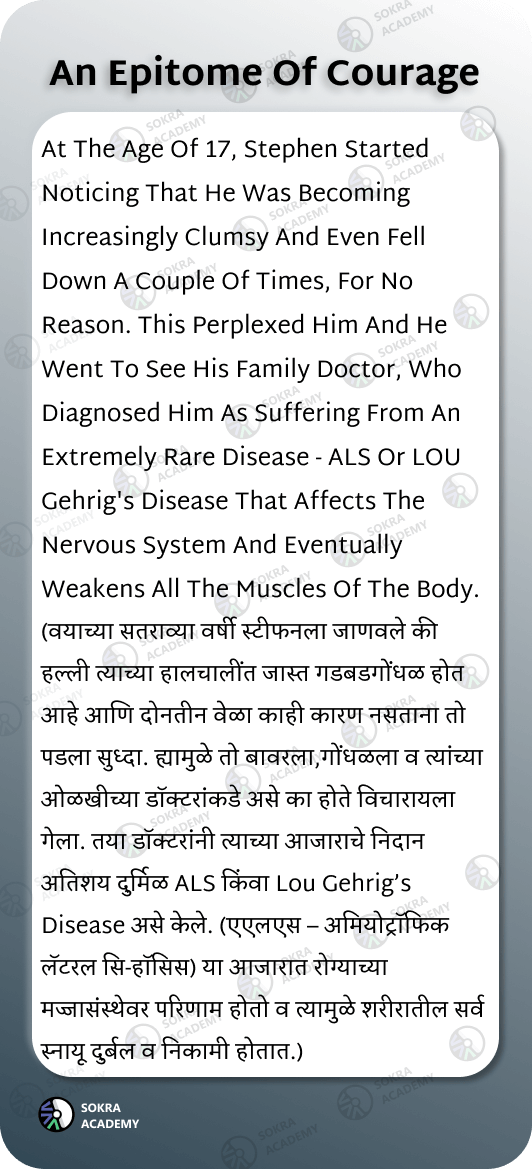 An Epitome Of Courage
At The Age Of 17, Stephen Started
Noticing That He Was Becoming
Increasingly Clumsy And Even Fell
Down A Couple Of Times, For No
Reason. This Perplexed Him And He
Went To See His Family Doctor, Who
Diagnosed Him As Suffering From An
Extremely Rare Disease - ALS Or LOU
Gehrig's Disease That Affects The
Nervous System And Eventually
Weakens All The Muscles Of The Body.
(वयाच्या सतराव्या वर्षी स्टीफनला जाणवले की
हल्ली त्याच्या हालचालींत जास्त गडबडगोंधळ होत
आहे आणि दोनतीन वेळा काही कारण नसताना तो
पडला सुध्दा. ह्यामुळे तो बावरला,गोंधळला व त्यांच्या
ओळखीच्या डॉक्टरांकडे असे का होते विचारायला
गेला. तया डॉक्टरांनी त्याच्या आजाराचे निदान
अतिशय दुर्मिळ ALS किंवा Lou Gehrig’s
Disease असे केले. (एएलएस – अमियोट्रॉफिक
लॅटरल सि-हॉसिस) या आजारात रोग्याच्या
मज्जासंस्थेवर परिणाम होतो व त्यामुळे शरीरातील सर्व
स्नायू दुर्बल व निकामी होतात.)
SOKRA
ACADEMY